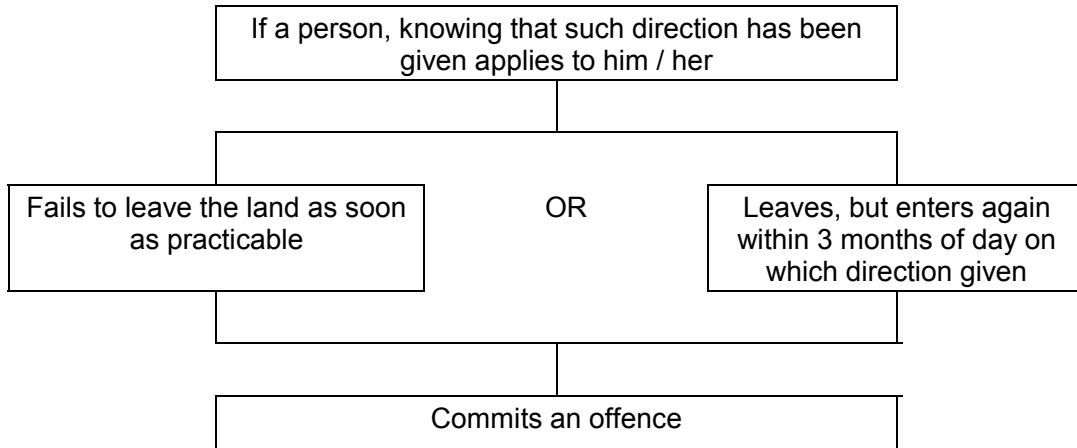 If a person, knowing that such direction has been
given applies to him / her
Fails to leave the land as soon
as practicable
OR
Leaves, but enters again
within 3 months of day on
which direction given
Commits an offence